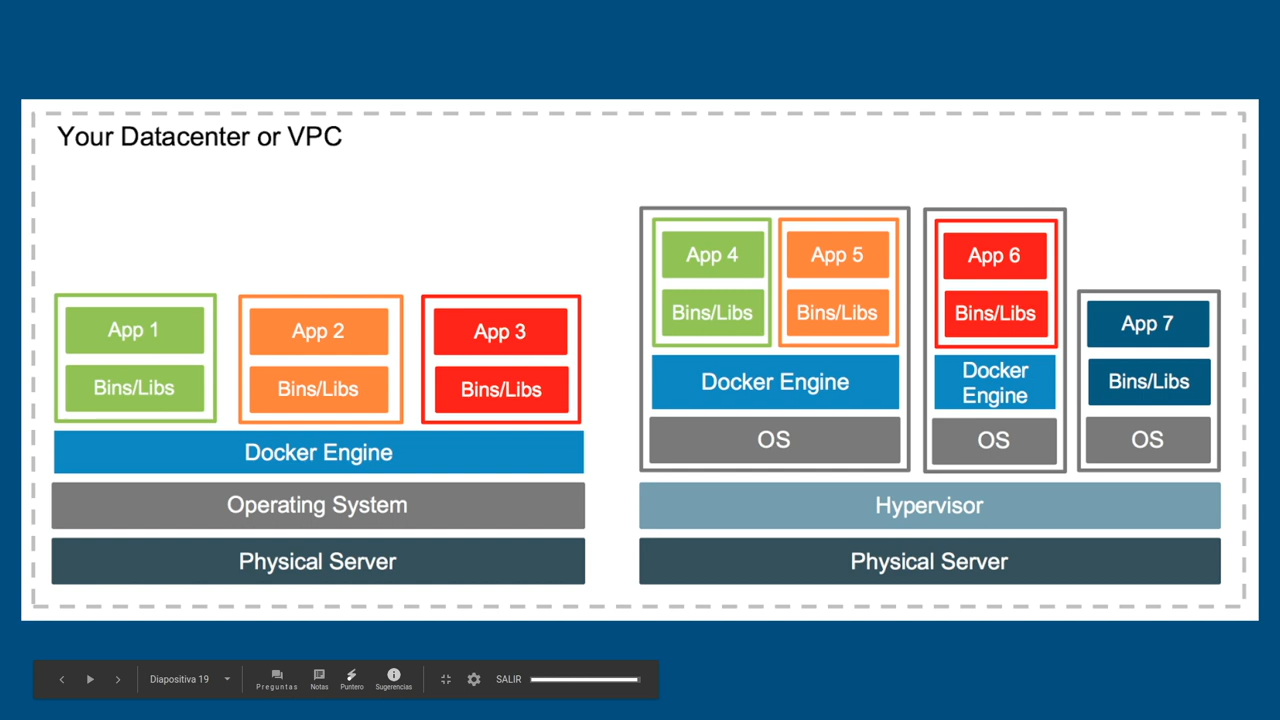 Your Datacenter or VPC
App 1
Bins/Libs
App 2
Bins/Libs
App 3
Bins/Libs
Docker Engine
Operating System
Physical Server
App 4
Bins/Libs
App 5
Bins/Libs
Docker Engine
OS
App 6
Bins/Libs
Docker
Engine
OS
App 7
Bins/Libs
OS
Hypervisor
Physical Server
Diapositiva 19
Preguntas
Notas
Puntero
Sugerencias
SALIR